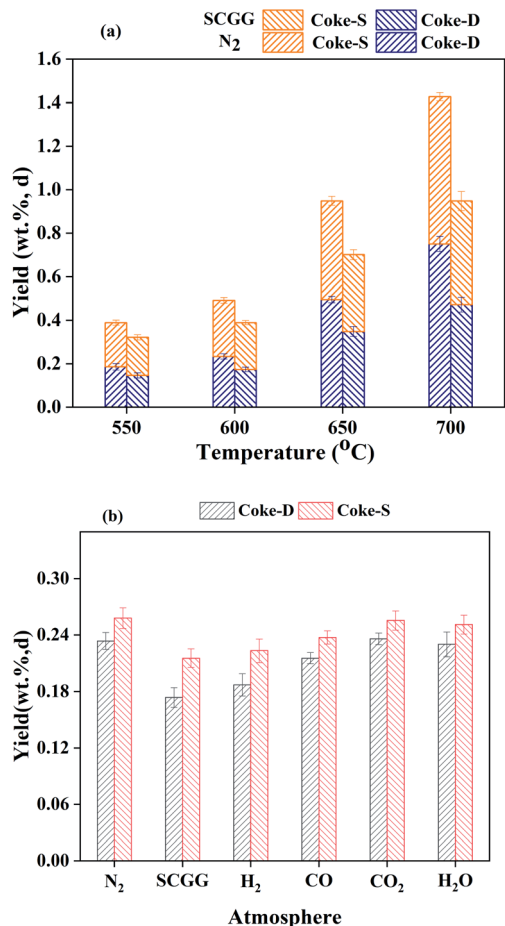 (a)
SCGG Coke-S Coke-D
N₂ Coke-S Coke-D
Yield (wt.%, d)
1.6
1.4
1.2
1.0
0.8
0.6
0.4
0.2
0.0
550 600 650 700
Temperature (°C)
(b)
Coke-D Coke-S
Yield(wt.%,d)
0.30
0.24
0.18
0.12
0.06
0.00
N₂ SCGG H₂ CO CO₂ H₂O
Atmosphere